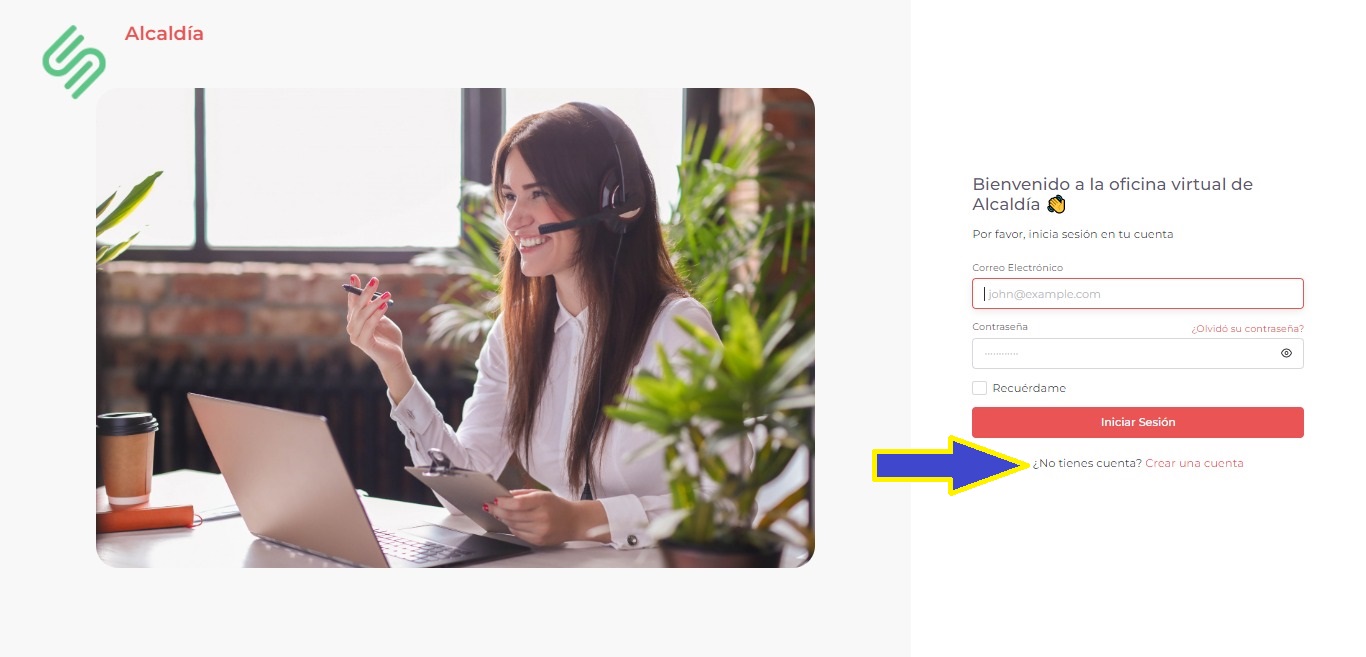 Alcaldía
Bienvenido a la oficina virtual de
Alcaldía 👋
Por favor, inicia sesión en tu cuenta
Correo Electrónico
john@example.com
Contraseña ¿Olvidó su contraseña?
············
Recuérdame
Iniciar Sesión
¿No tienes cuenta? Crear una cuenta